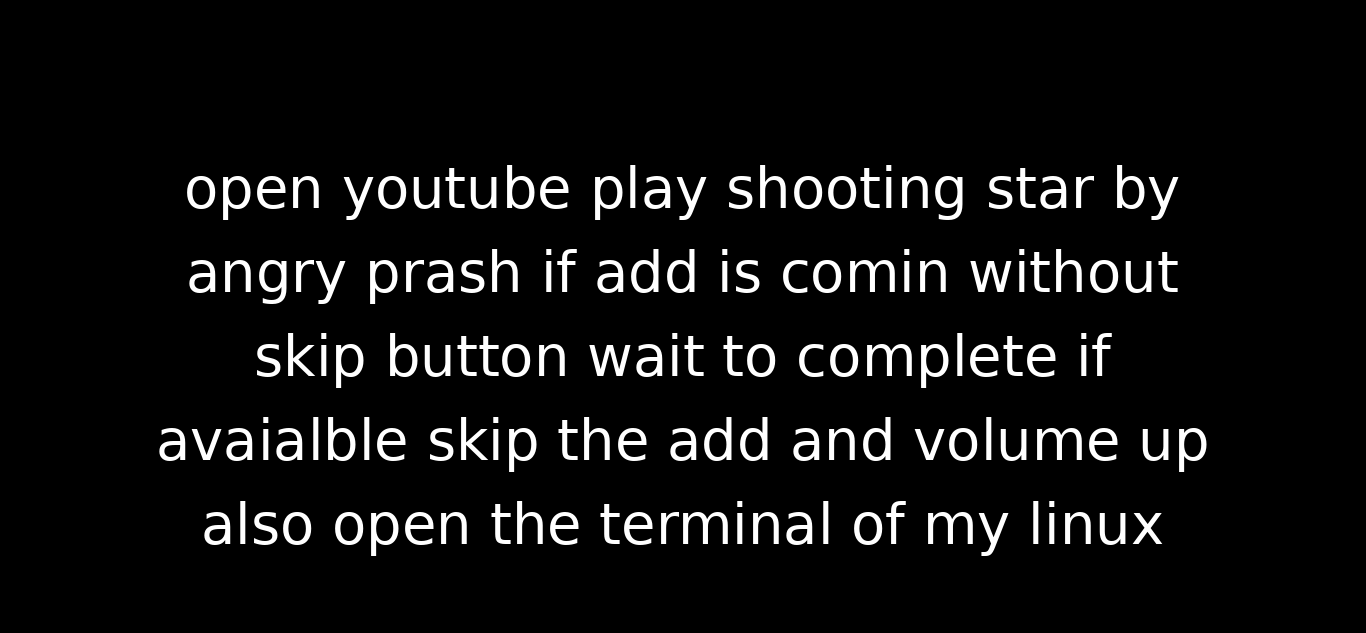 open youtube play shooting star by
angry prash if add is comin without
skip button wait to complete if
avaialble skip the add and volume up
also open the terminal of my linux